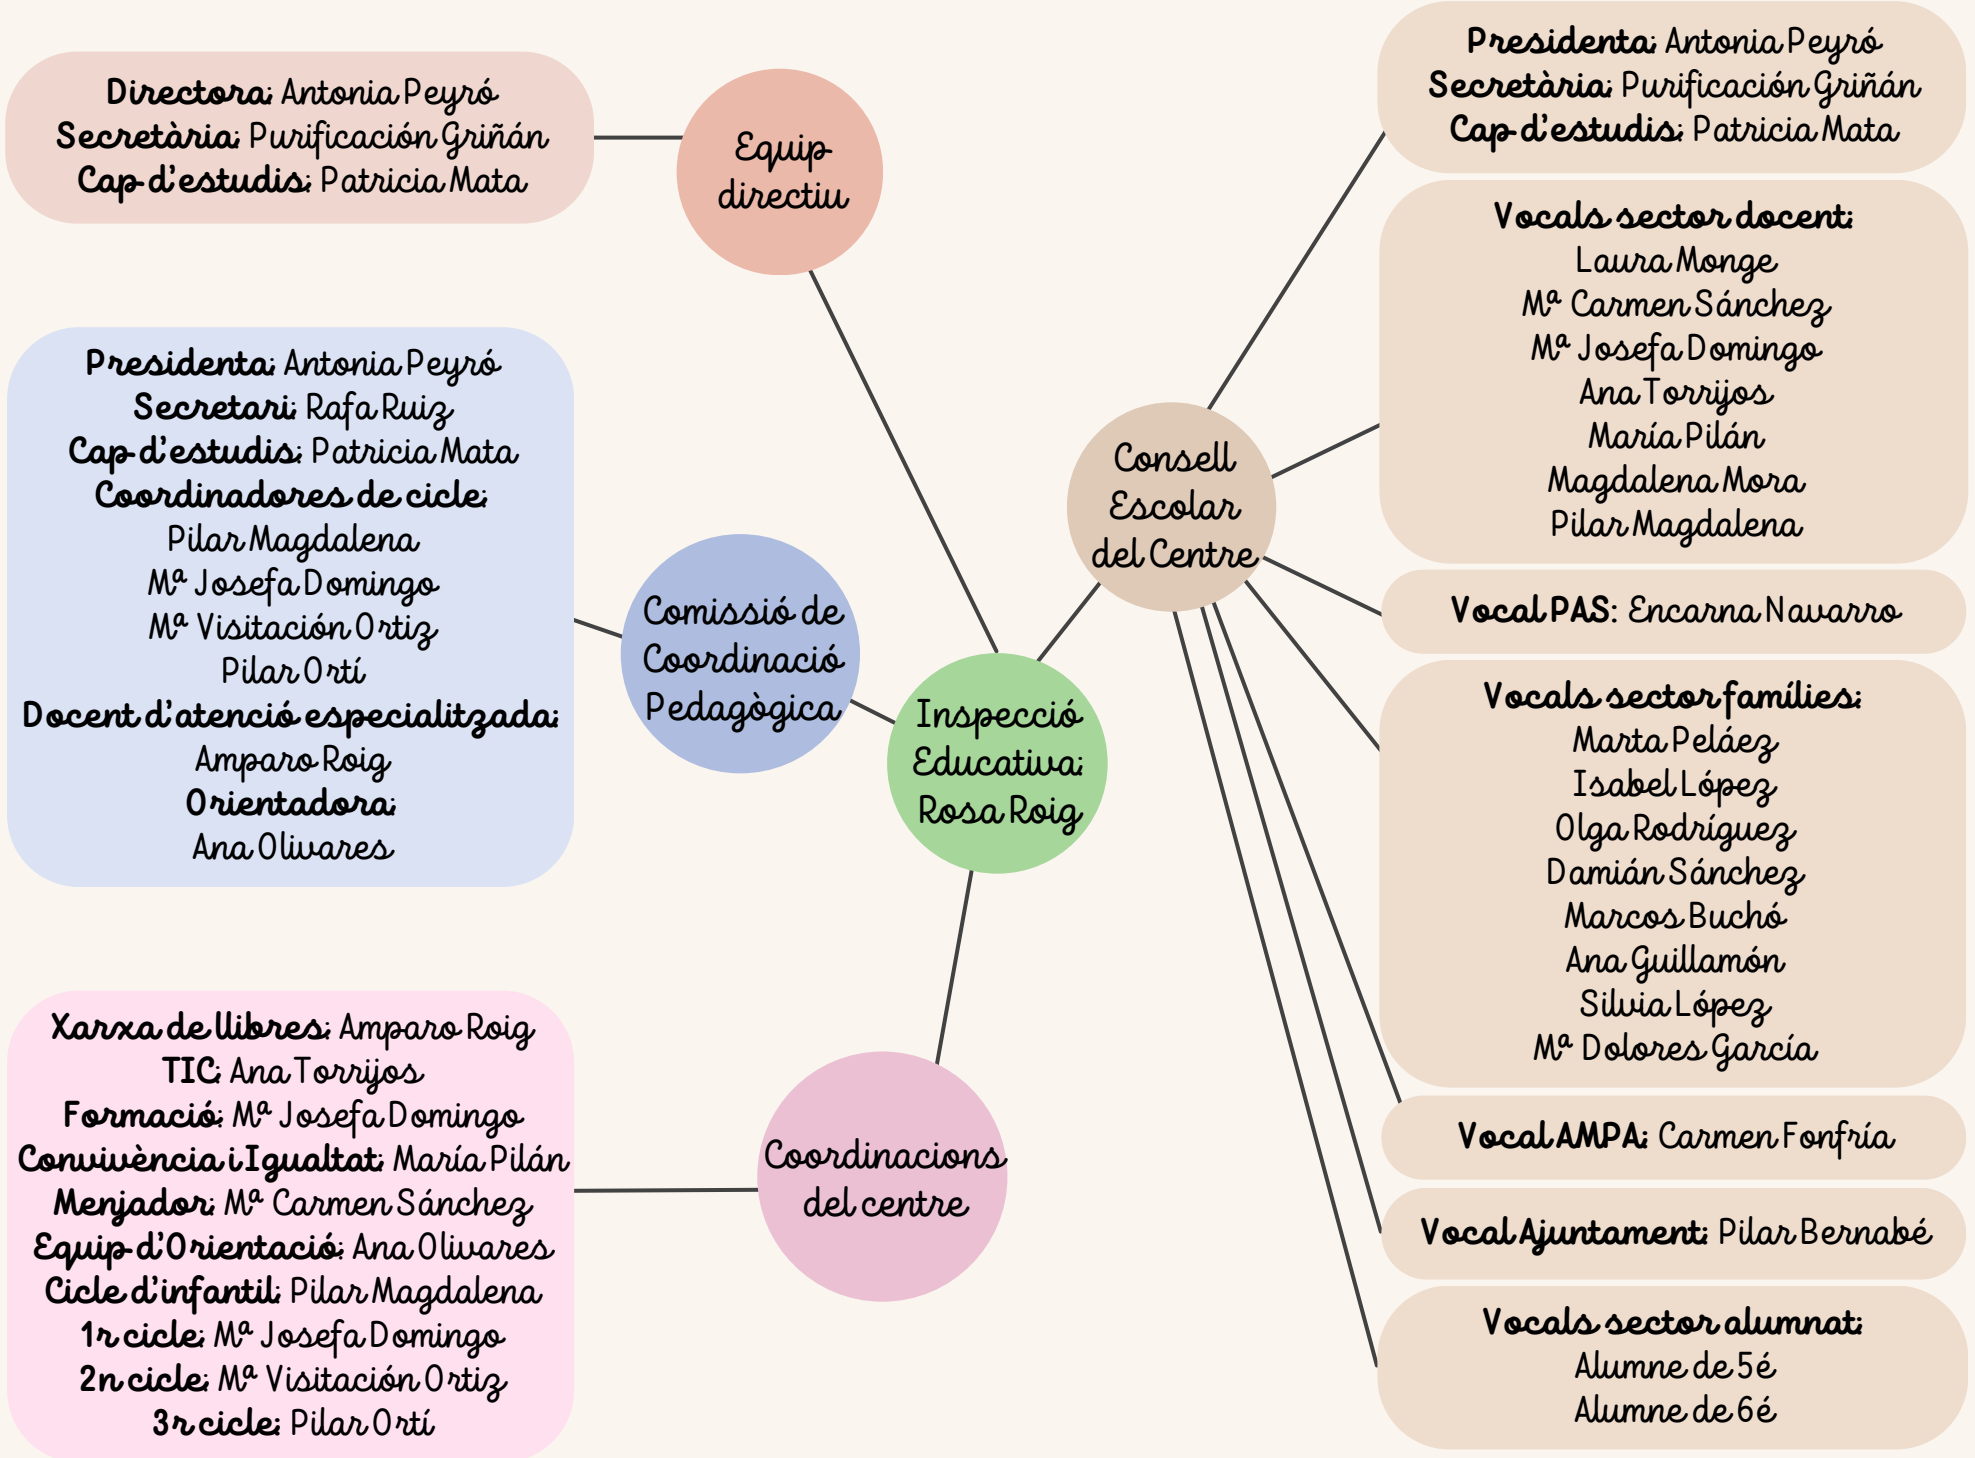 Directora: Antonia Peyró
Secretària: Purificación Griñán
Cap d'estudis: Patricia Mata
Equip
directiu
Presidenta: Antonia Peyró
Secretari: Rafa Ruiz
Cap d'estudis: Patricia Mata
Coordinadores de cicle:
Pilar Magdalena
Mª Josefa Domingo
Mª Visitación Ortiz
Pilar Ortí
Docent d'atenció especialitzada:
Amparo Roig
Orientadora:
Ana Olivares
Comissió de
Coordinació
Pedagògica
Inspecció
Educativa:
Rosa Roig
Xarxa de llibres: Amparo Roig
TIC: Ana Torrijos
Formació: Mª Josefa Domingo
Convivència i Igualtat: María Pilán
Menjador: Mª Carmen Sánchez
Equip d'Orientació: Ana Olivares
Cicle d'infantil: Pilar Magdalena
1r cicle: Mª Josefa Domingo
2n cicle: Mª Visitación Ortiz
3r cicle: Pilar Ortí
Coordinacions
del centre
Consell
Escolar
del Centre
Presidenta: Antonia Peyró
Secretària: Purificación Griñán
Cap d'estudis: Patricia Mata
Vocals sector docent:
Laura Monge
Mª Carmen Sánchez
Mª Josefa Domingo
Ana Torrijos
María Pilán
Magdalena Mora
Pilar Magdalena
Vocal PAS: Encarna Navarro
Vocals sector famílies:
Marta Peláez
Isabel López
Olga Rodríguez
Damián Sánchez
Marcos Buchó
Ana Guillamón
Silvia López
Mª Dolores García
Vocal AMPA: Carmen Fonfría
Vocal Ajuntament: Pilar Bernabé
Vocals sector alumnat:
Alumne de 5é
Alumne de 6é